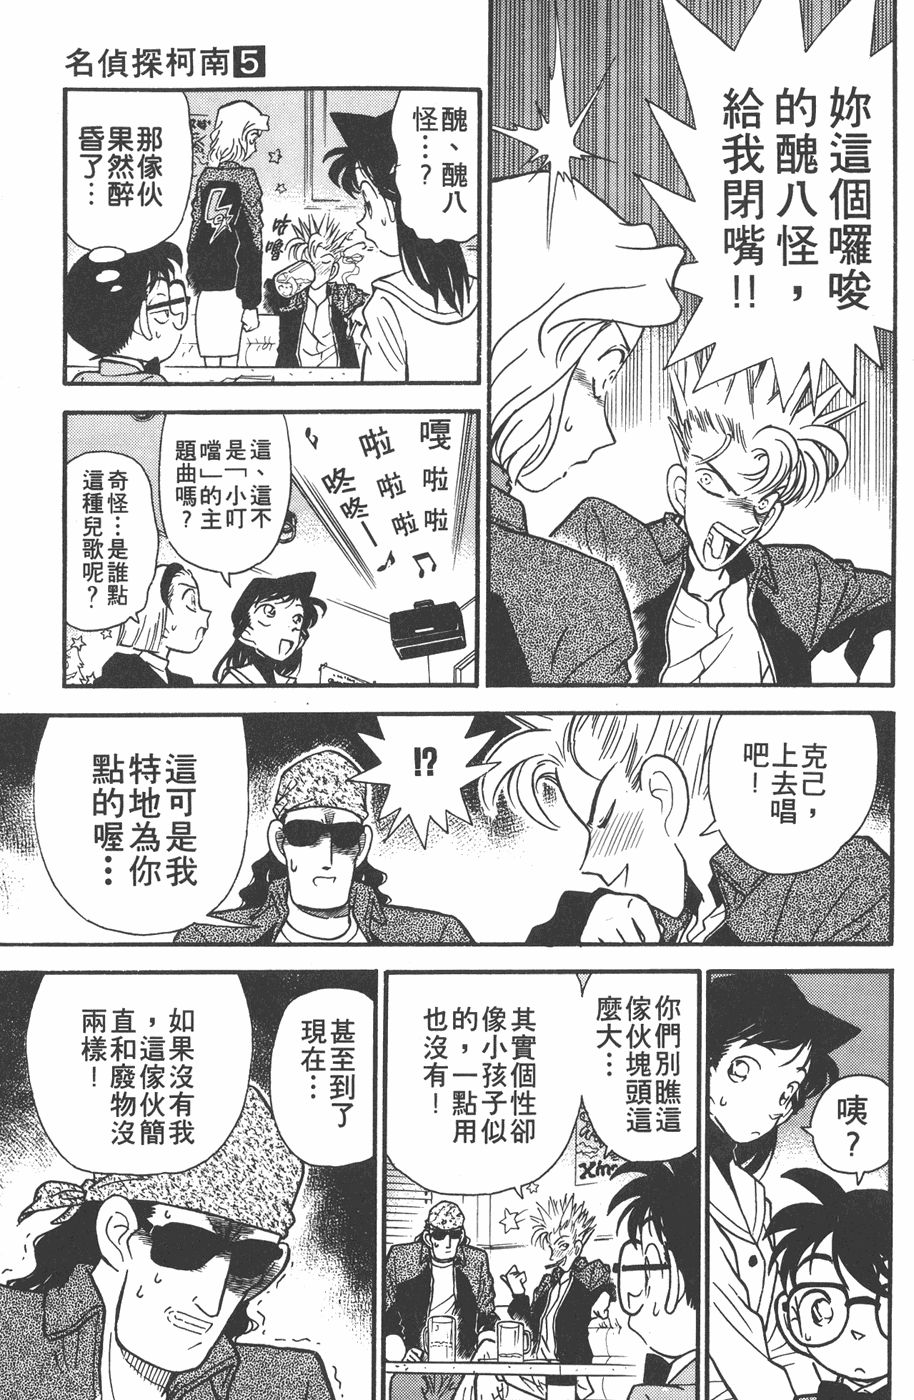 名偵探柯南5
妳這個囉唆
的醜八怪，
給我閉嘴!!
醜、醜八
怪…?
那傢伙
果然醉
昏了…
咕
嚕
嘎啦啦
啦啦啦
咚咚—
這、這不
是「小叮
噹」的主
題曲嗎?
奇怪…是誰點
這種兒歌呢?
克己，
上去唱
吧!
!?
這可是我
特地為你
點的喔…
咦?
你們別瞧這
傢伙塊頭這
麼大…
其實個性卻
像小孩子似
的，一點用
也沒有!
Xmas
甚至到了
現在…
如果沒有我
，這傢伙簡
直和廢物沒
兩樣!